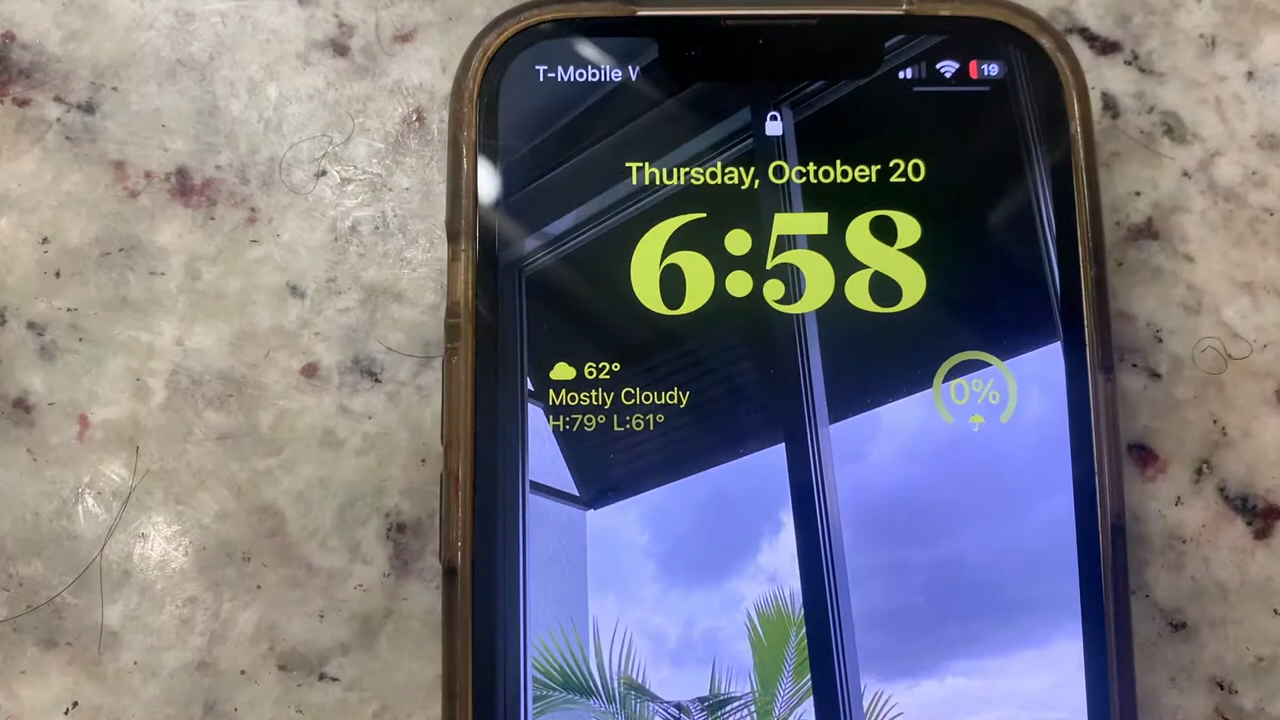 T-Mobile W
19
Thursday, October 20
6:58
62°
Mostly Cloudy
H:79° L:61°
0%